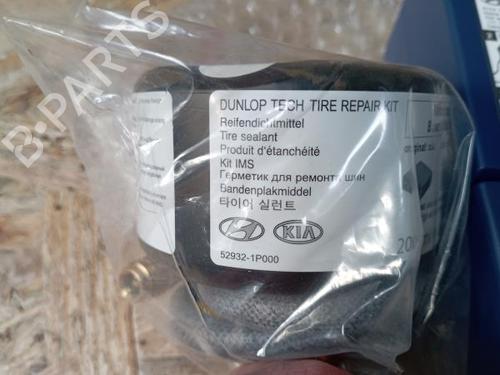 DUNLOP TECH TIRE REPAIR KIT
Reifendichtmittel
Tire sealant
Produit d'étanchéité
Kit IMS
Герметик для ремонта шин
Bandenplakmiddel
타이어 실런트
KIA
52932-1P000